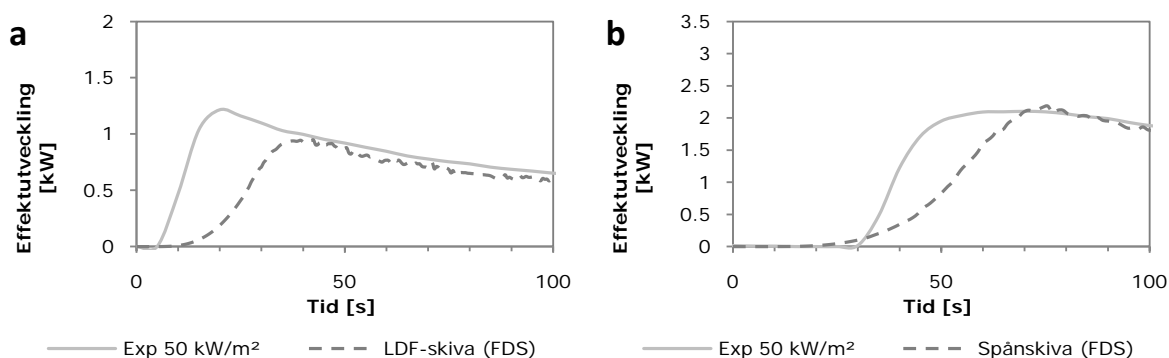 a
Effektutveckling
[kW]
2
1.5
1
0.5
0
0
50
100
Tid [s]
Exp 50 kW/m²
LDF-skiva (FDS)
b
Effektutveckling
[kW]
3.5
3
2.5
2
1.5
1
0.5
0
0
50
100
Tid [s]
Exp 50 kW/m²
Spånskiva (FDS)